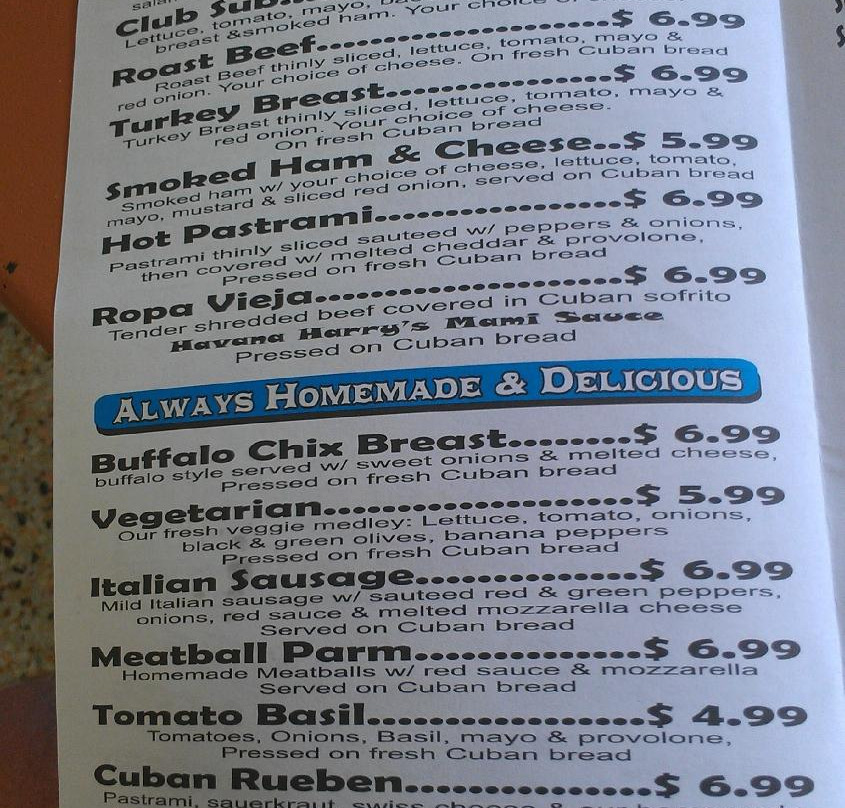 Club Sub...
Lettuce, tomato, mayo,
breast &smoked ham. Your choice of
Roast Beef.........................$ 6.99
Roast Beef thinly sliced, lettuce, tomato, mayo &
red onion. Your choice of cheese. On fresh Cuban bread
Turkey Breast...................$ 6.99
Turkey Breast thinly sliced, lettuce, tomato, mayo &
red onion. Your choice of cheese.
On fresh Cuban bread
Smoked Ham & Cheese..$ 5.99
Smoked ham w/ your choice of cheese, lettuce, tomato,
mayo, mustard & sliced red onion, served on Cuban bread
Hot Pastrami....................$ 6.99
Pastrami thinly sliced sauteed w/ peppers & onions,
then covered w/ melted cheddar & provolone,
Pressed on fresh Cuban bread
Ropa Vieja.........................$ 6.99
Tender shredded beef covered in Cuban sofrito
Havana Harry's Mami Sauce
Pressed on Cuban bread
ALWAYS HOMEMADE & DELICIOUS
Buffalo Chix Breast........$ 6.99
buffalo style served w/ sweet onions & melted cheese,
Pressed on fresh Cuban bread
Vegetarian.........................$ 5.99
Our fresh veggie medley: Lettuce, tomato, onions,
black & green olives, banana peppers
Pressed on fresh Cuban bread
Italian Sausage...............$ 6.99
Mild Italian sausage w/ sauteed red & green peppers,
onions, red sauce & melted mozzarella cheese
Served on Cuban bread
Meatball Parm...............$ 6.99
Homemade Meatballs w/ red sauce & mozzarella
Served on Cuban bread
Tomato Basil....................$ 4.99
Tomatoes, Onions, Basil, mayo & provolone,
Pressed on fresh Cuban bread
Cuban Rueben.................$ 6.99
Pastrami, sauerkraut, swiss cheese &